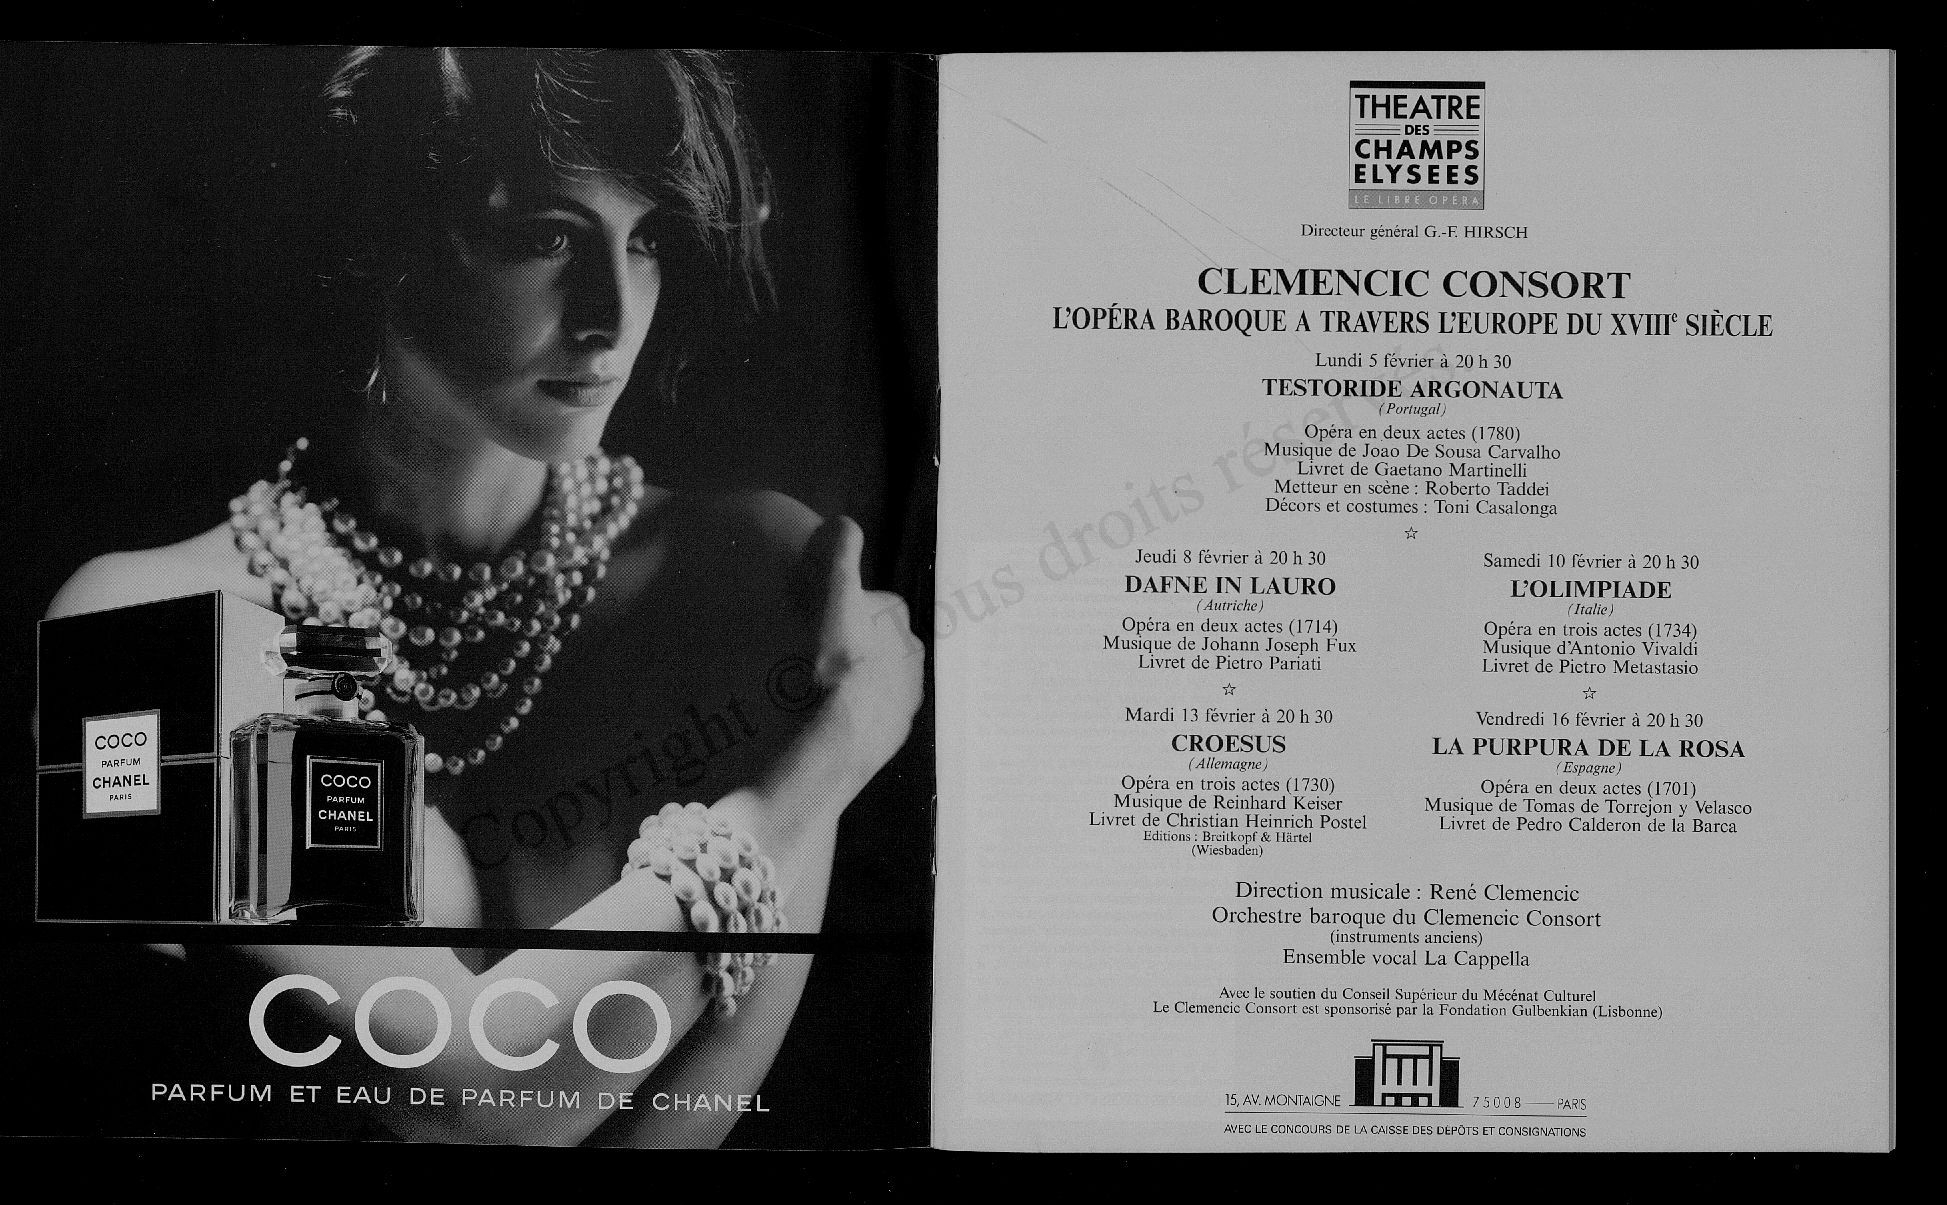 COCO
PARFUM
CHANEL
PARIS
COCO
PARFUM
CHANEL
PARIS
COCO
PARFUM ET EAU DE PARFUM DE CHANEL
THEATRE
DES
CHAMPS
ELYSEES
LE LIBRE OPERA
Directeur général G.-F. HIRSCH
CLEMENCIC CONSORT
L'OPÉRA BAROQUE A TRAVERS L'EUROPE DU XVIIIe SIÈCLE
Lundi 5 février à 20 h 30
TESTORIDE ARGONAUTA
(Portugal)
Opéra en deux actes (1780)
Musique de Joao De Sousa Carvalho
Livret de Gaetano Martinelli
Metteur en scène : Roberto Taddei
Décors et costumes : Toni Casalonga
Jeudi 8 février à 20 h 30
DAFNE IN LAURO
(Autriche)
Opéra en deux actes (1714)
Musique de Johann Joseph Fux
Livret de Pietro Pariati
Samedi 10 février à 20 h 30
L'OLIMPIADE
(Italie)
Opéra en trois actes (1734)
Musique d'Antonio Vivaldi
Livret de Pietro Metastasio
Mardi 13 février à 20 h 30
CROESUS
(Allemagne)
Opéra en trois actes (1730)
Musique de Reinhard Keiser
Livret de Christian Heinrich Postel
Editions : Breitkopf & Härtel
(Wiesbaden)
Vendredi 16 février à 20 h 30
LA PURPURA DE LA ROSA
(Espagne)
Opéra en deux actes (1701)
Musique de Tomas de Torrejon y Velasco
Livret de Pedro Calderon de la Barca
Direction musicale : René Clemencic
Orchestre baroque du Clemencic Consort
(instruments anciens)
Ensemble vocal La Cappella
Avec le soutien du Conseil Supérieur du Mécénat Culturel
Le Clemencic Consort est sponsorisé par la Fondation Gulbenkian (Lisbonne)
15, AV. MONTAIGNE 75008 — PARIS
AVEC LE CONCOURS DE LA CAISSE DES DÉPÔTS ET CONSIGNATIONS
Copyright © - Tous droits réservés.